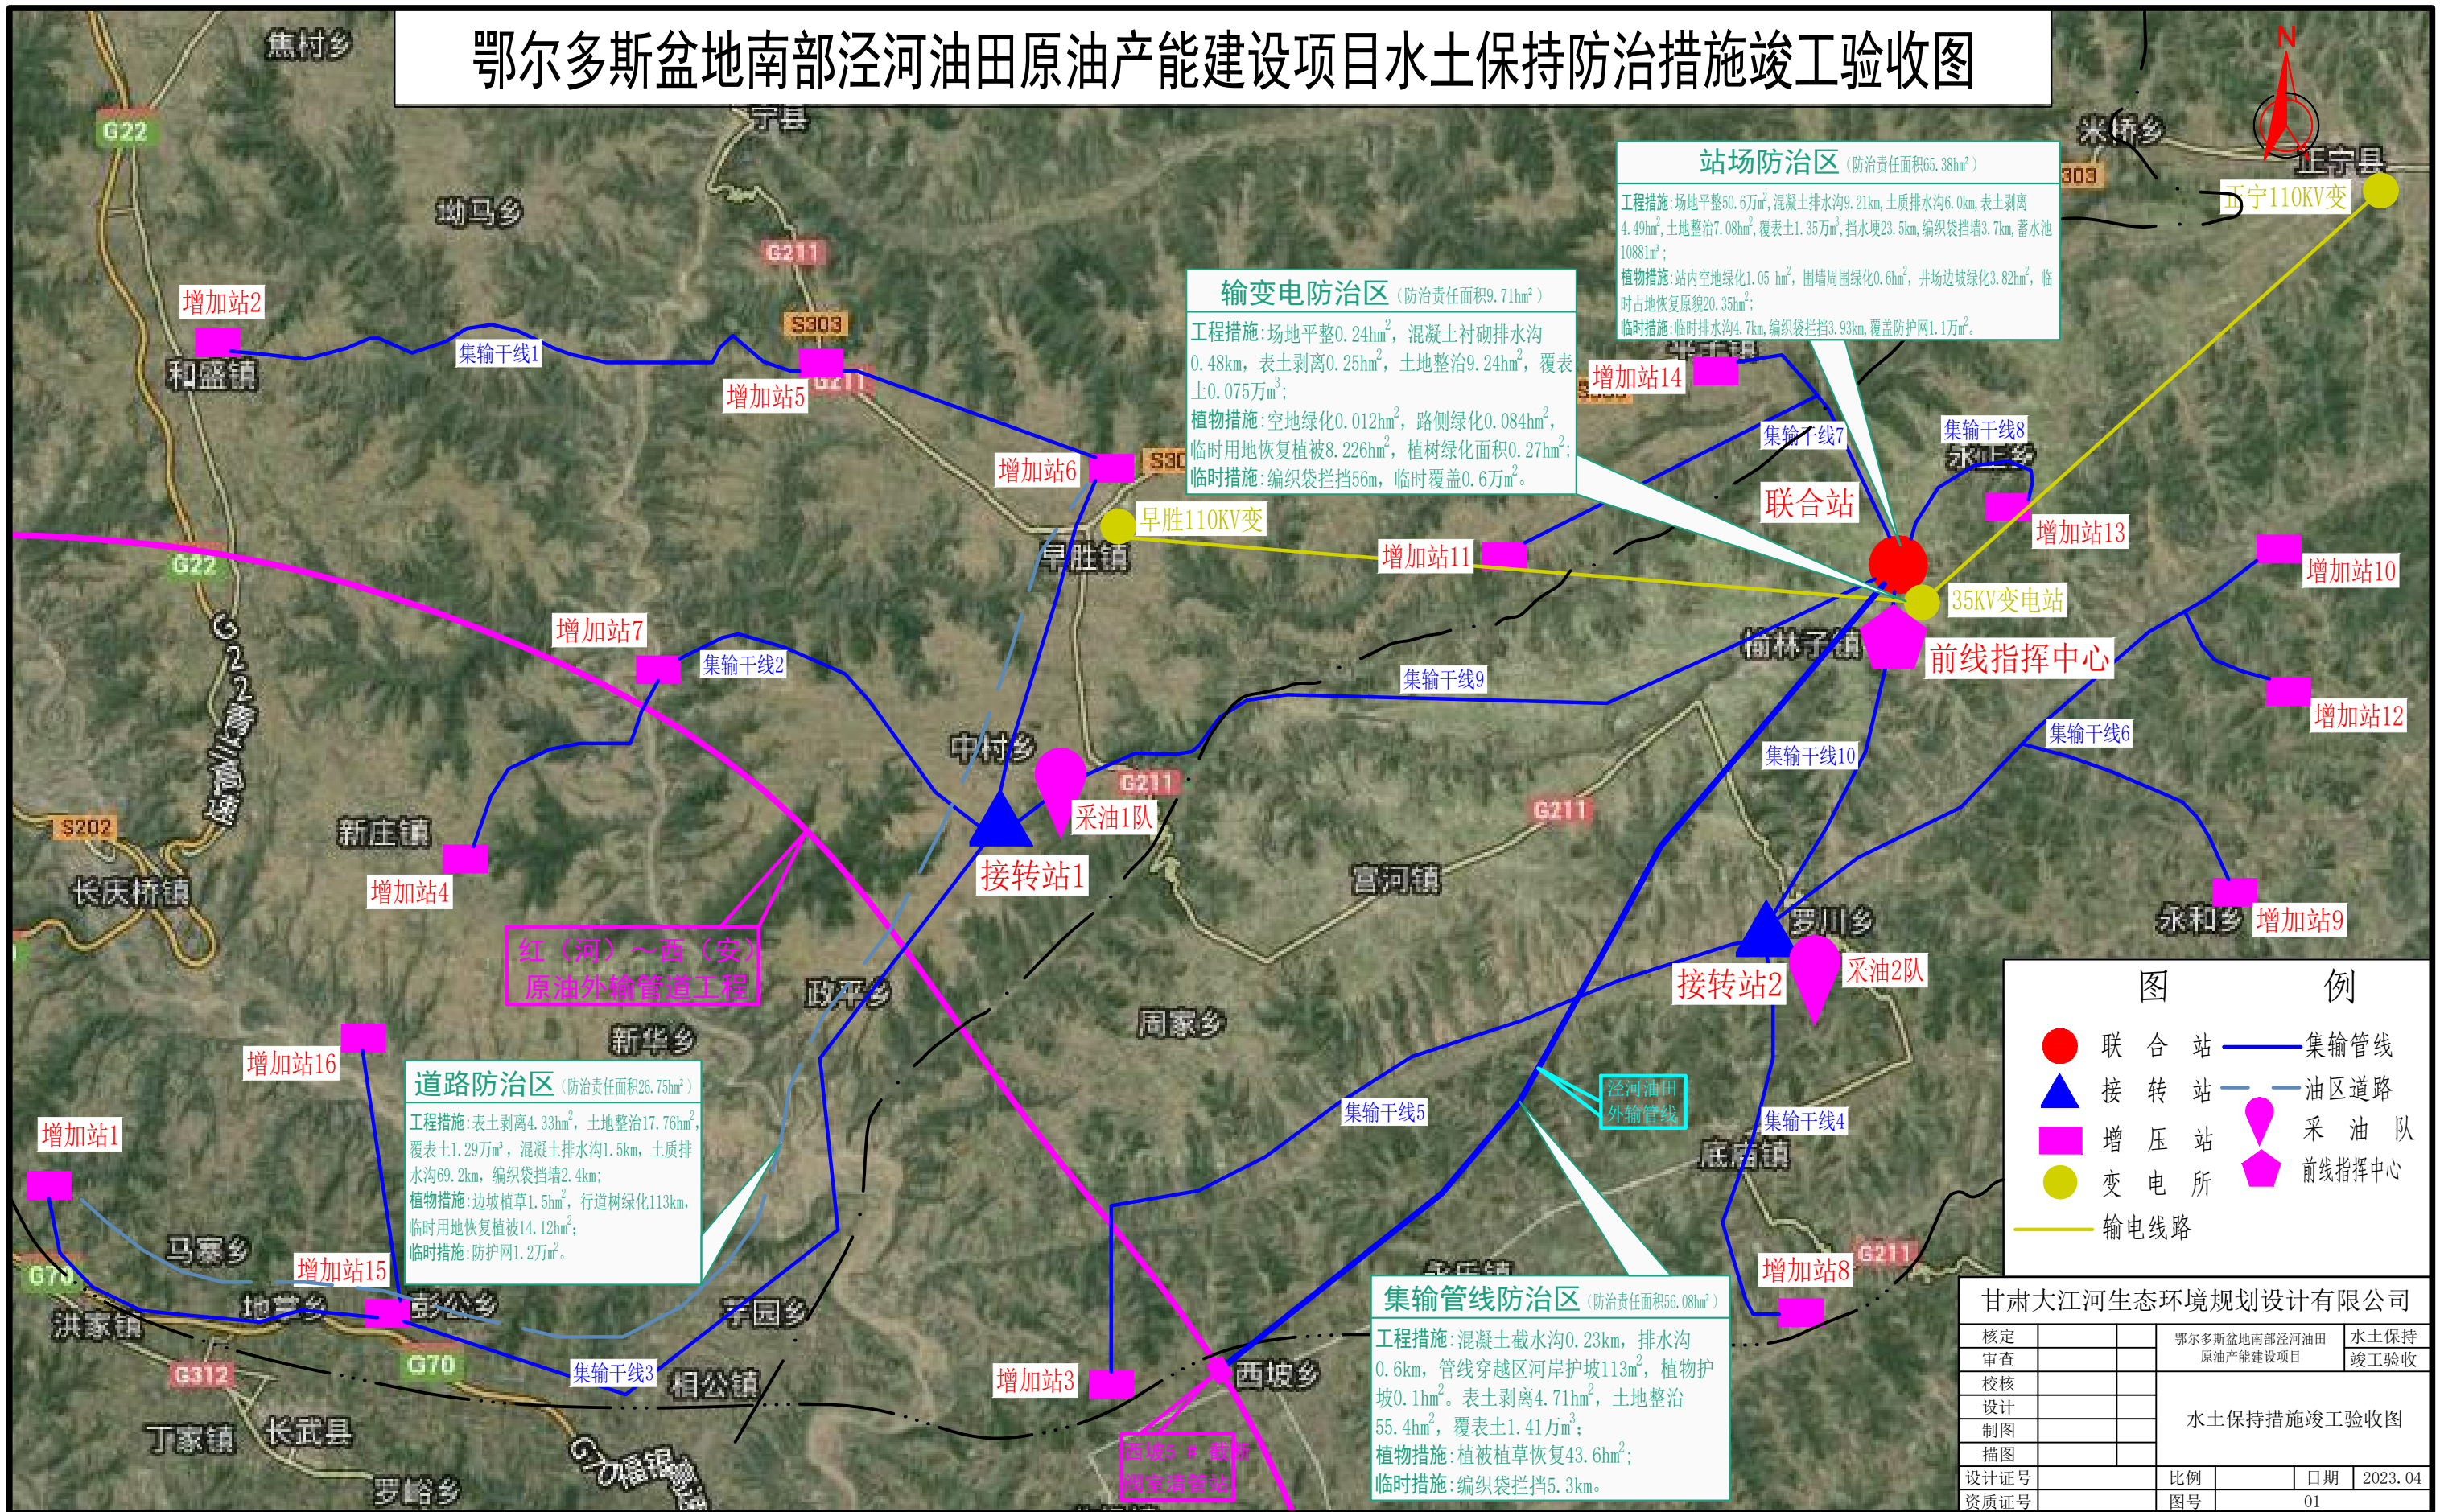 鄂尔多斯盆地南部泾河油田原油产能建设项目水土保持防治措施竣工验收图
焦村乡
G22
宁县
N
米桥乡
正宁县
303
正宁110KV变
坳马乡
G211
站场防治区（防治责任面积65.38hm²）
工程措施:场地平整50.6万m²,混凝土排水沟9.21km,土质排水沟6.0km,表土剥离
4.49hm²,土地整治7.08hm²,覆表土1.35万m³,挡水埂23.5km,编织袋挡墙3.7km,蓄水池
10881m³;
植物措施:站内空地绿化1.05 hm², 围墙周围绿化0.6hm², 井场边坡绿化3.82hm², 临
时占地恢复原貌20.35hm²;
临时措施:临时排水沟4.7km,编织袋拦挡3.93km,覆盖防护网1.1万m²。
输变电防治区（防治责任面积9.71hm²）
工程措施:场地平整0.24hm², 混凝土衬砌排水沟
0.48km, 表土剥离0.25hm², 土地整治9.24hm², 覆表
土0.075万m³;
植物措施:空地绿化0.012hm², 路侧绿化0.084hm²,
临时用地恢复植被8.226hm², 植树绿化面积0.27hm²;
临时措施:编织袋拦挡56m, 临时覆盖0.6万m²。
增加站2
和盛镇
集输干线1
S303
增加站5
G211
增加站6
S30
早胜110KV变
早胜镇
平子镇
增加站14
集输干线7
集输干线8
永正乡
联合站
增加站13
增加站11
增加站10
35KV变电站
榆林子镇
前线指挥中心
增加站12
G22
G22高速
增加站7
集输干线2
集输干线9
集输干线10
集输干线6
中村乡
G211
采油1队
G211
接转站1
S202
新庄镇
增加站4
长庆桥镇
宫河镇
罗川乡
永和乡
增加站9
红（河）～西（安）
原油外输管道工程
政平乡
周家乡
接转站2
采油2队
新华乡
增加站16
道路防治区（防治责任面积26.75hm²）
工程措施:表土剥离4.33hm², 土地整治17.76hm²,
覆表土1.29万m³, 混凝土排水沟1.5km, 土质排
水沟69.2km, 编织袋挡墙2.4km;
植物措施:边坡植草1.5hm², 行道树绿化113km,
临时用地恢复植被14.12hm²;
临时措施:防护网1.2万m²。
集输干线5
泾河油田
外输管线
集输干线4
底庙镇
G211
增加站8
增加站1
马寨乡
G70
洪家镇
增加站15
地掌乡
彭公乡
G312
G70
芋园乡
集输干线3
相公镇
丁家镇
长武县
罗峪乡
G70福银高速
增加站3
西坡乡
西坡5＃截断
阀室清管站
永乐镇
集输管线防治区（防治责任面积56.08hm²）
工程措施:混凝土截水沟0.23km, 排水沟
0.6km, 管线穿越区河岸护坡113m², 植物护
坡0.1hm²。表土剥离4.71hm², 土地整治
55.4hm², 覆表土1.41万m³;
植物措施:植被植草恢复43.6hm²;
临时措施:编织袋拦挡5.3km。
图 例
联合站 集输管线
接转站 油区道路
增压站 采油队
变电所 前线指挥中心
输电线路
甘肃大江河生态环境规划设计有限公司
核定
审查
校核
设计
制图
描图
鄂尔多斯盆地南部泾河油田
原油产能建设项目
水土保持
竣工验收
水土保持措施竣工验收图
设计证号 比例 日期 2023.04
资质证号 图号 01